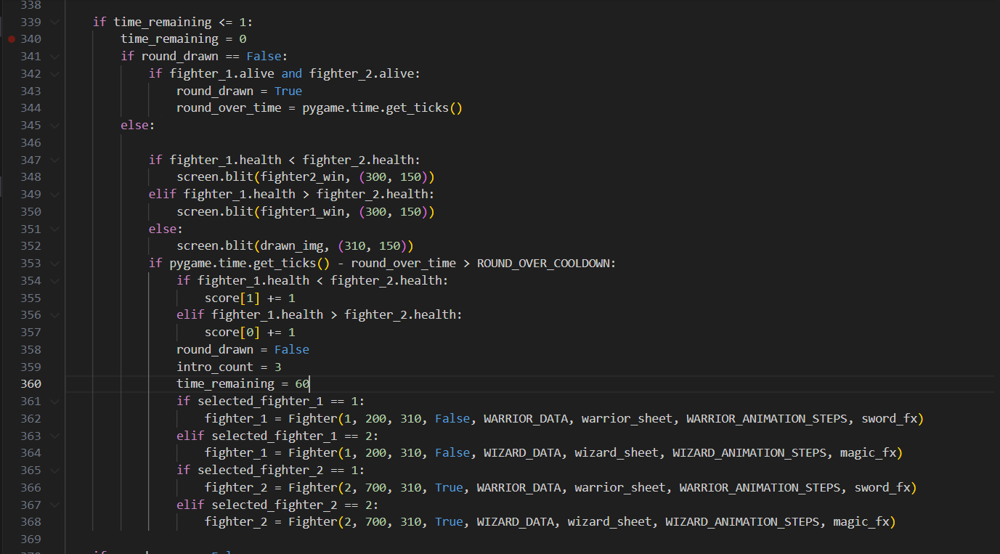 338
339 if time_remaining <= 1:
340 time_remaining = 0
341 if round_drawn == False:
342 if fighter_1.alive and fighter_2.alive:
343 round_drawn = True
344 round_over_time = pygame.time.get_ticks()
345 else:
346
347 if fighter_1.health < fighter_2.health:
348 screen.blit(fighter2_win, (300, 150))
349 elif fighter_1.health > fighter_2.health:
350 screen.blit(fighter1_win, (300, 150))
351 else:
352 screen.blit(drawn_img, (310, 150))
353 if pygame.time.get_ticks() - round_over_time > ROUND_OVER_COOLDOWN:
354 if fighter_1.health < fighter_2.health:
355 score[1] += 1
356 elif fighter_1.health > fighter_2.health:
357 score[0] += 1
358 round_drawn = False
359 intro_count = 3
360 time_remaining = 60
361 if selected_fighter_1 == 1:
362 fighter_1 = Fighter(1, 200, 310, False, WARRIOR_DATA, warrior_sheet, WARRIOR_ANIMATION_STEPS, sword_fx)
363 elif selected_fighter_1 == 2:
364 fighter_1 = Fighter(1, 200, 310, False, WIZARD_DATA, wizard_sheet, WIZARD_ANIMATION_STEPS, magic_fx)
365 if selected_fighter_2 == 1:
366 fighter_2 = Fighter(2, 700, 310, True, WARRIOR_DATA, warrior_sheet, WARRIOR_ANIMATION_STEPS, sword_fx)
367 elif selected_fighter_2 == 2:
368 fighter_2 = Fighter(2, 700, 310, True, WIZARD_DATA, wizard_sheet, WIZARD_ANIMATION_STEPS, magic_fx)
369